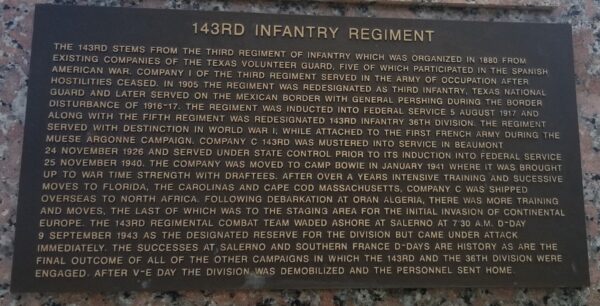 143RD INFANTRY REGIMENT
THE 143RD STEMS FROM THE THIRD REGIMENT OF INFANTRY WHICH WAS ORGANIZED IN 1880 FROM
EXISTING COMPANIES OF THE TEXAS VOLUNTEER GUARD, FIVE OF WHICH PARTICIPATED IN THE SPANISH
AMERICAN WAR. COMPANY I OF THE THIRD REGIMENT SERVED IN THE ARMY OF OCCUPATION AFTER
HOSTILITIES CEASED. IN 1905 THE REGIMENT WAS REDESIGNATED AS THIRD INFANTRY, TEXAS NATIONAL
GUARD AND LATER SERVED ON THE MEXICAN BORDER WITH GENERAL PERSHING DURING THE BORDER
DISTURBANCE OF 1916-17. THE REGIMENT WAS INDUCTED INTO FEDERAL SERVICE 5 AUGUST 1917 AND
ALONG WITH THE FIFTH REGIMENT WAS REDESIGNATED 143RD INFANTRY 36TH DIVISION. THE REGIMENT
SERVED WITH DESTINCTION IN WORLD WAR I, WHILE ATTACHED TO THE FIRST FRENCH ARMY DURING THE
MUESE ARGONNE CAMPAIGN. COMPANY C 143RD WAS MUSTERED INTO SERVICE IN BEAUMONT
24 NOVEMBER 1926 AND SERVED UNDER STATE CONTROL PRIOR TO ITS INDUCTION INTO FEDERAL SERVICE
25 NOVEMBER 1940. THE COMPANY WAS MOVED TO CAMP BOWIE IN JANUARY 1941 WHERE IT WAS BROUGHT
UP TO WAR TIME STRENGTH WITH DRAFTEES. AFTER OVER A YEARS INTENSIVE TRAINING AND SUCESSIVE
MOVES TO FLORIDA, THE CAROLINAS AND CAPE COD MASSACHUSETTS, COMPANY C WAS SHIPPED
OVERSEAS TO NORTH AFRICA. FOLLOWING DEBARKATION AT ORAN ALGERIA, THERE WAS MORE TRAINING
AND MOVES, THE LAST OF WHICH WAS TO THE STAGING AREA FOR THE INITIAL INVASION OF CONTINENTAL
EUROPE. THE 143RD REGIMENTAL COMBAT TEAM WADED ASHORE AT SALERNO AT 7:30 A.M. D-DAY
9 SEPTEMBER 1943 AS THE DESIGNATED RESERVE FOR THE DIVISION BUT CAME UNDER ATTACK
IMMEDIATELY. THE SUCCESSES AT SALERNO AND SOUTHERN FRANCE D-DAYS ARE HISTORY AS ARE THE
FINAL OUTCOME OF ALL OF THE OTHER CAMPAIGNS IN WHICH THE 143RD AND THE 36TH DIVISION WERE
ENGAGED. AFTER V-E DAY THE DIVISION WAS DEMOBILIZED AND THE PERSONNEL SENT HOME.